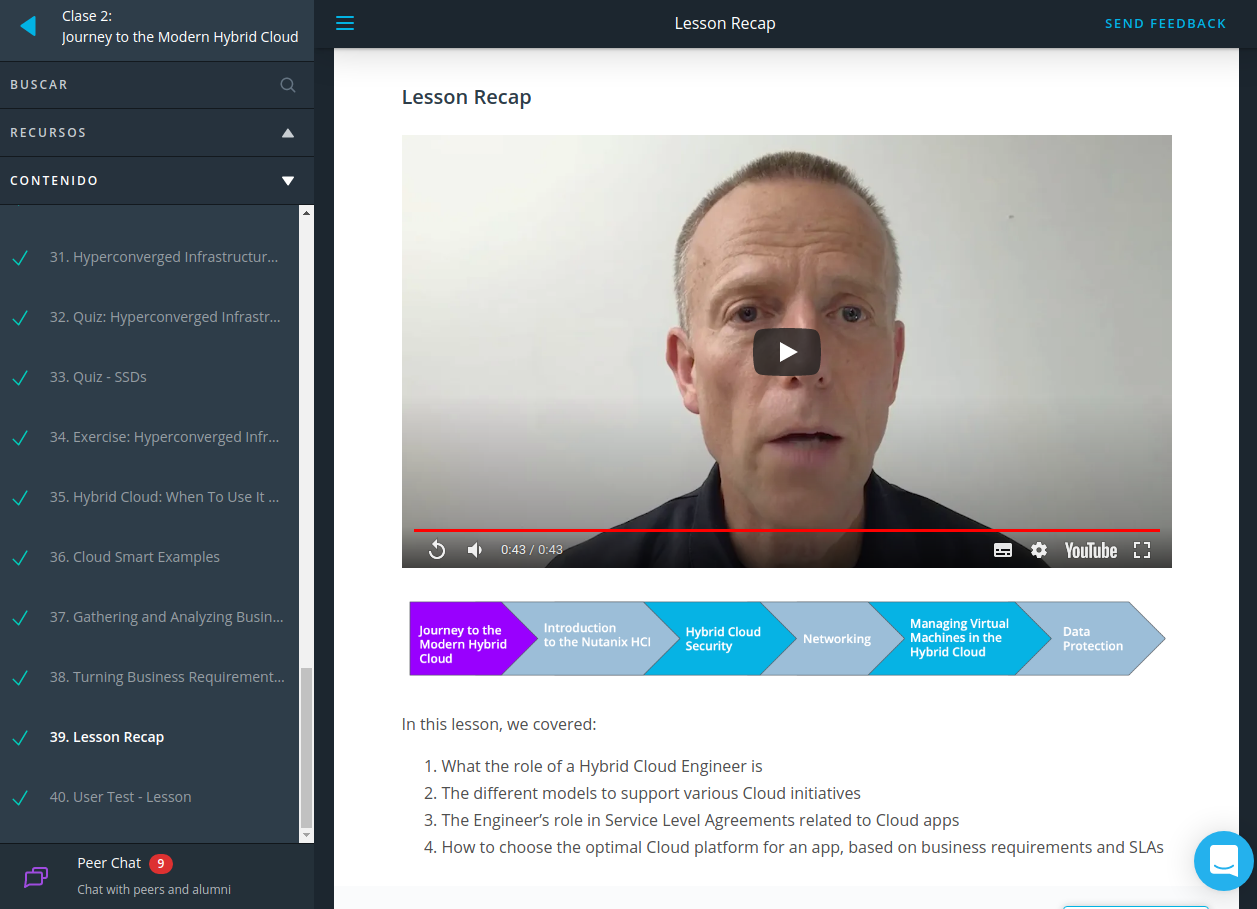 Clase 2:
Journey to the Modern Hybrid Cloud
BUSCAR
RECURSOS
CONTENIDO
31. Hyperconverged Infrastructur...
32. Quiz: Hyperconverged Infrastr...
33. Quiz - SSDs
34. Exercise: Hyperconverged Infr...
35. Hybrid Cloud: When To Use It ...
36. Cloud Smart Examples
37. Gathering and Analyzing Busin...
38. Turning Business Requirement...
39. Lesson Recap
40. User Test - Lesson
Peer Chat 9
Chat with peers and alumni
Lesson Recap
SEND FEEDBACK
Lesson Recap
0:43 / 0:43
YouTube
Journey to the
Modern Hybrid
Cloud
Introduction
to the Nutanix HCI
Hybrid Cloud
Security
Networking
Managing Virtual
Machines in the
Hybrid Cloud
Data
Protection
In this lesson, we covered:
1. What the role of a Hybrid Cloud Engineer is
2. The different models to support various Cloud initiatives
3. The Engineer’s role in Service Level Agreements related to Cloud apps
4. How to choose the optimal Cloud platform for an app, based on business requirements and SLAs